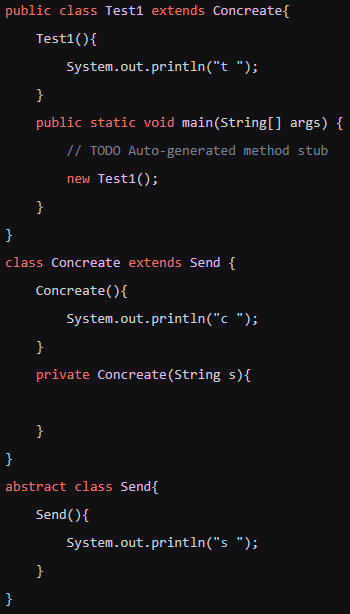 public class Test1 extends Concreate{
    Test1(){
        System.out.println("t ");
    }
    public static void main(String[] args) {
        // TODO Auto-generated method stub
        new Test1();
    }
}
class Concreate extends Send {
    Concreate(){
        System.out.println("c ");
    }
    private Concreate(String s){

    }
}
abstract class Send{
    Send(){
        System.out.println("s ");
    }
}